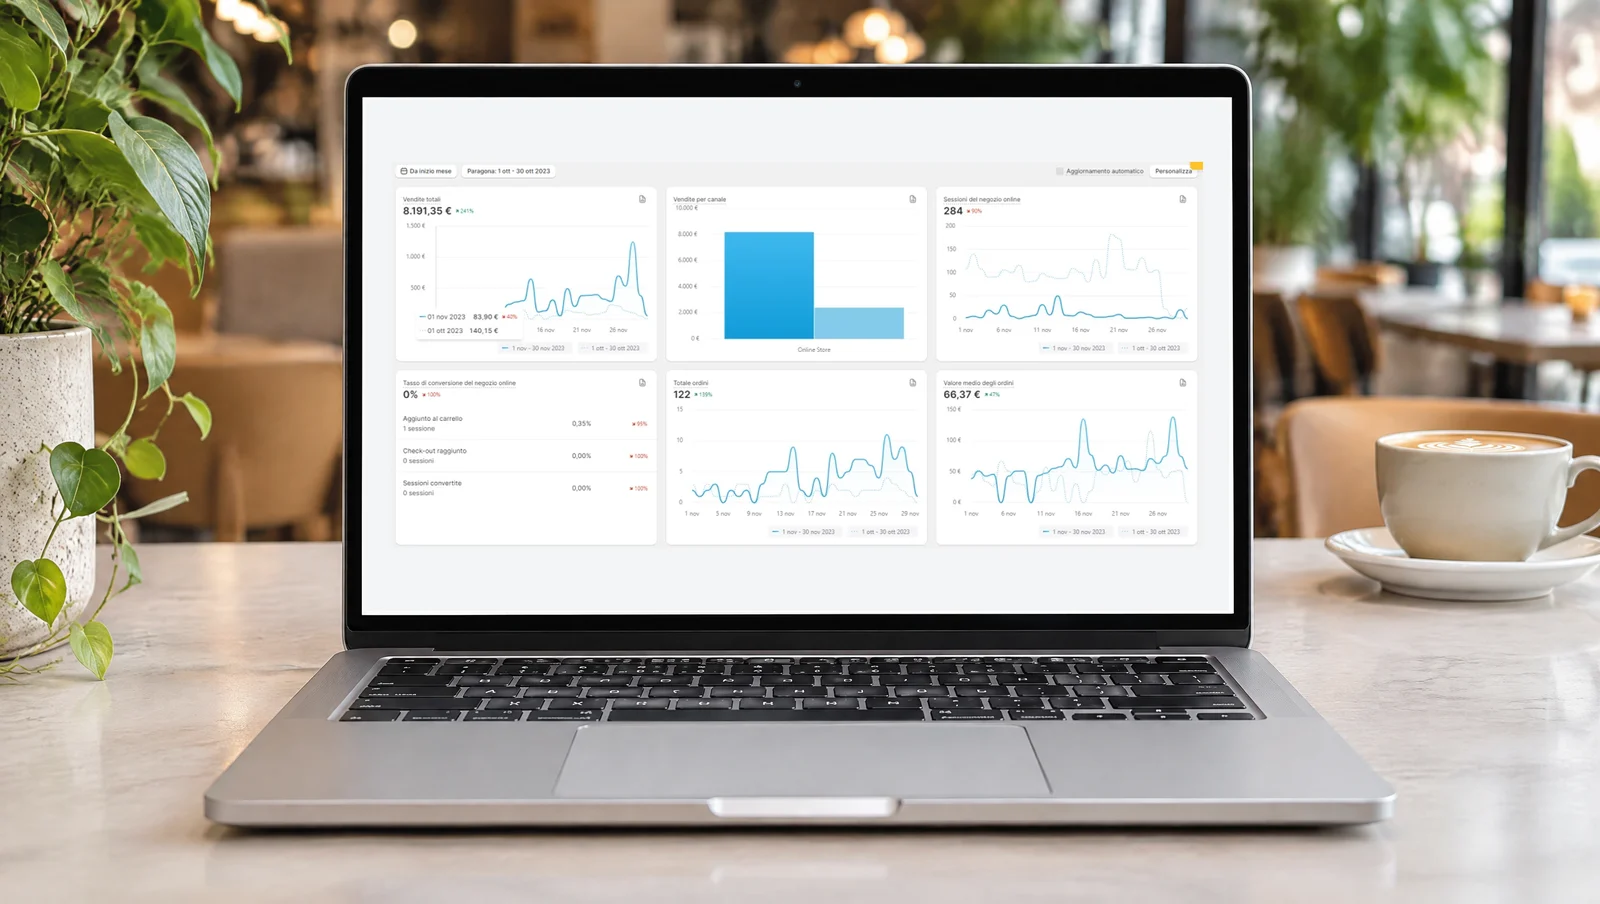 Da inizio mese
Paragona: 1 ott - 30 ott 2023
Aggiornamento automatico
Personalizza
Vendite totali
8.191,35 € 241%
1.500 €
1.000 €
500 €
01 nov 2023 83,90 € 40%
01 ott 2023 140,15 €
16 nov 21 nov 26 nov
1 nov - 30 nov 2023 1 ott - 30 ott 2023
Vendite per canale
10.000 €
8.000 €
6.000 €
4.000 €
2.000 €
0 €
Online Store
Sessioni del negozio online
284 90%
200
150
100
50
0
1 nov 6 nov 11 nov 16 nov 21 nov 26 nov
1 nov - 30 nov 2023 1 ott - 30 ott 2023
Tasso di conversione del negozio online
0% 100%
Aggiunto al carrello
1 sessione
0,35% 95%
Check-out raggiunto
0 sessioni
0,00% 100%
Sessioni convertite
0 sessioni
0,00% 100%
Totale ordini
122 139%
15
10
5
0
1 nov 5 nov 9 nov 13 nov 17 nov 21 nov 25 nov 29 nov
1 nov - 30 nov 2023 1 ott - 30 ott 2023
Valore medio degli ordini
66,37 € 47%
150 €
100 €
50 €
0 €
1 nov 6 nov 11 nov 16 nov 21 nov 26 nov
1 nov - 30 nov 2023 1 ott - 30 ott 2023